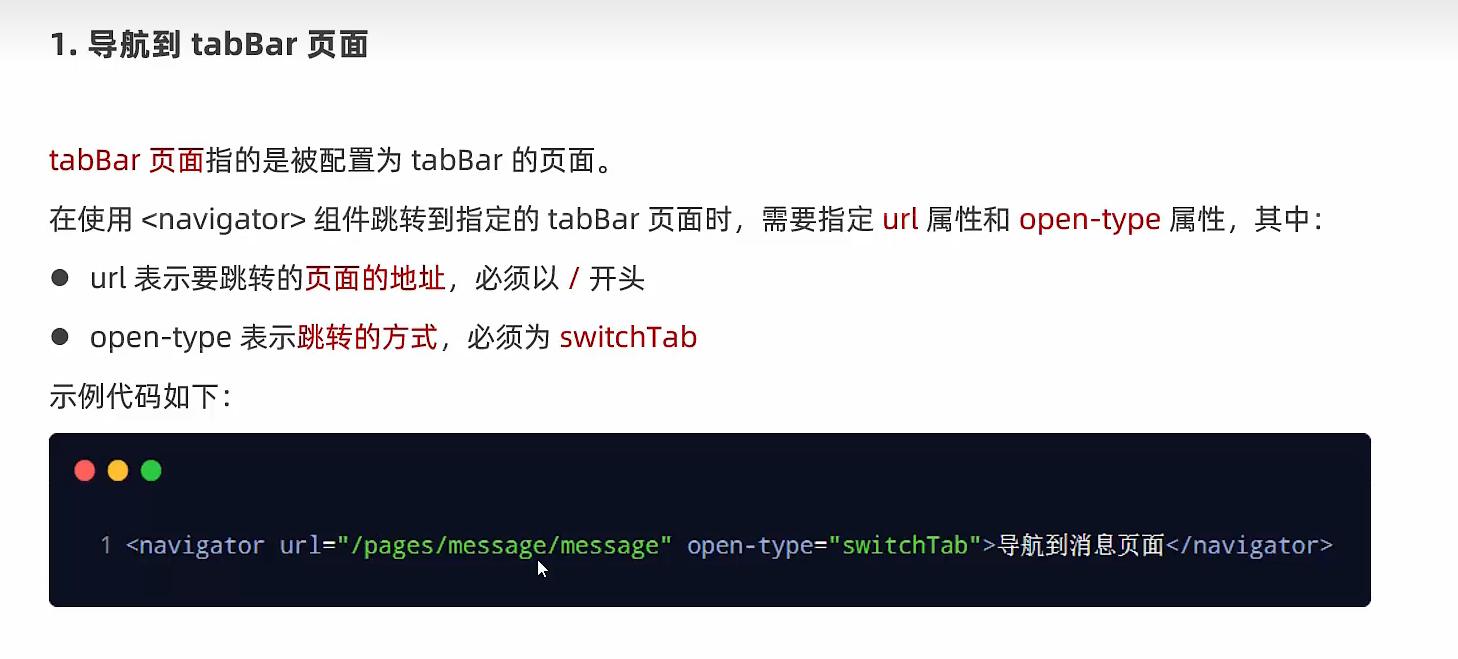 1. 导航到 tabBar 页面
tabBar 页面指的是被配置为 tabBar 的页面。
在使用 <navigator> 组件跳转到指定的 tabBar 页面时，需要指定 url 属性和 open-type 属性，其中：
● url 表示要跳转的页面的地址，必须以 / 开头
● open-type 表示跳转的方式，必须为 switchTab
示例代码如下：
1 <navigator url="/pages/message/message" open-type="switchTab">导航到消息页面</navigator>